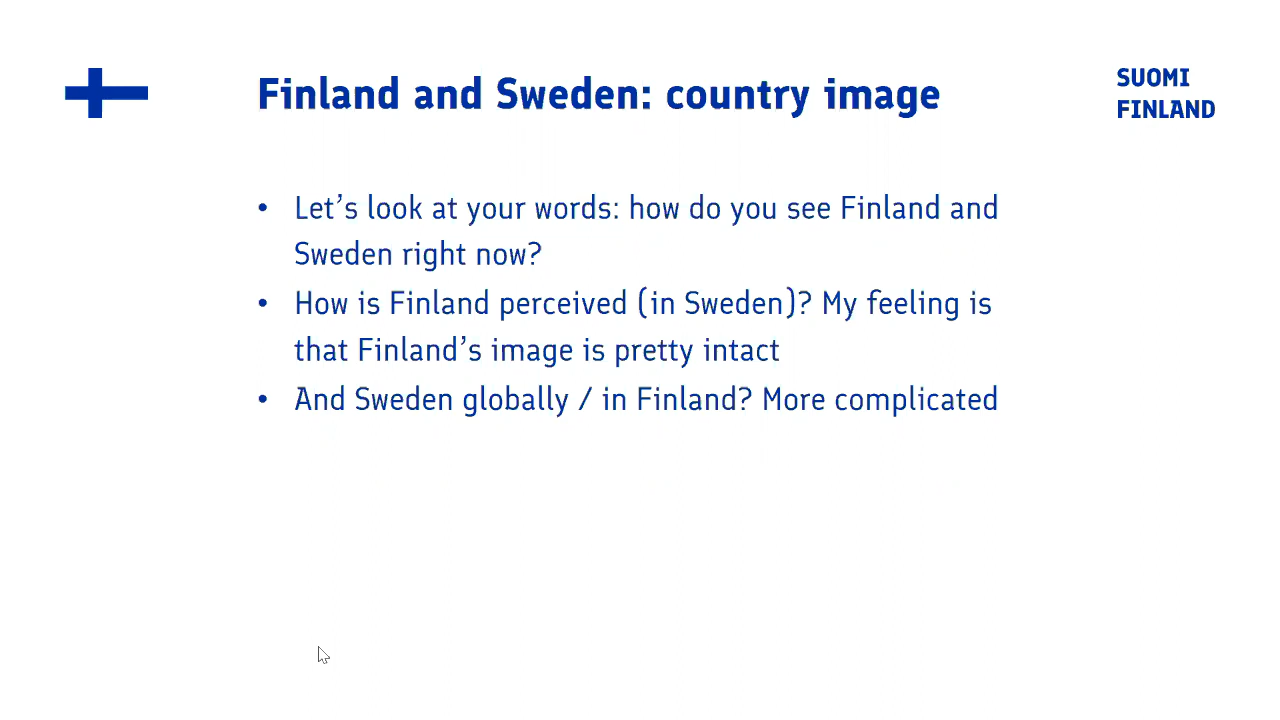 Finland and Sweden: country image
SUOMI
FINLAND
• Let’s look at your words: how do you see Finland and
Sweden right now?
• How is Finland perceived (in Sweden)? My feeling is
that Finland’s image is pretty intact
• And Sweden globally / in Finland? More complicated